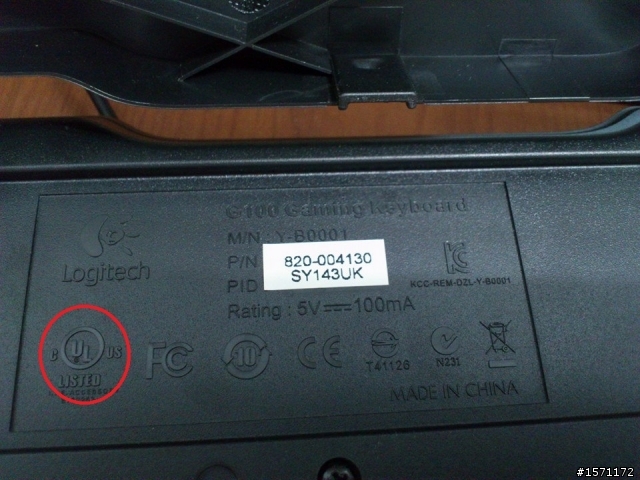 G100 Gaming Keyboard
Logitech
M/N : Y-B0001
P/N
820-004130
PID
SY143UK
KCC-REM-DZL-Y-B0001
Rating : 5V 100mA
C UL US
LISTED
FC
10
CE
T41126
N231
MADE IN CHINA
#1571172